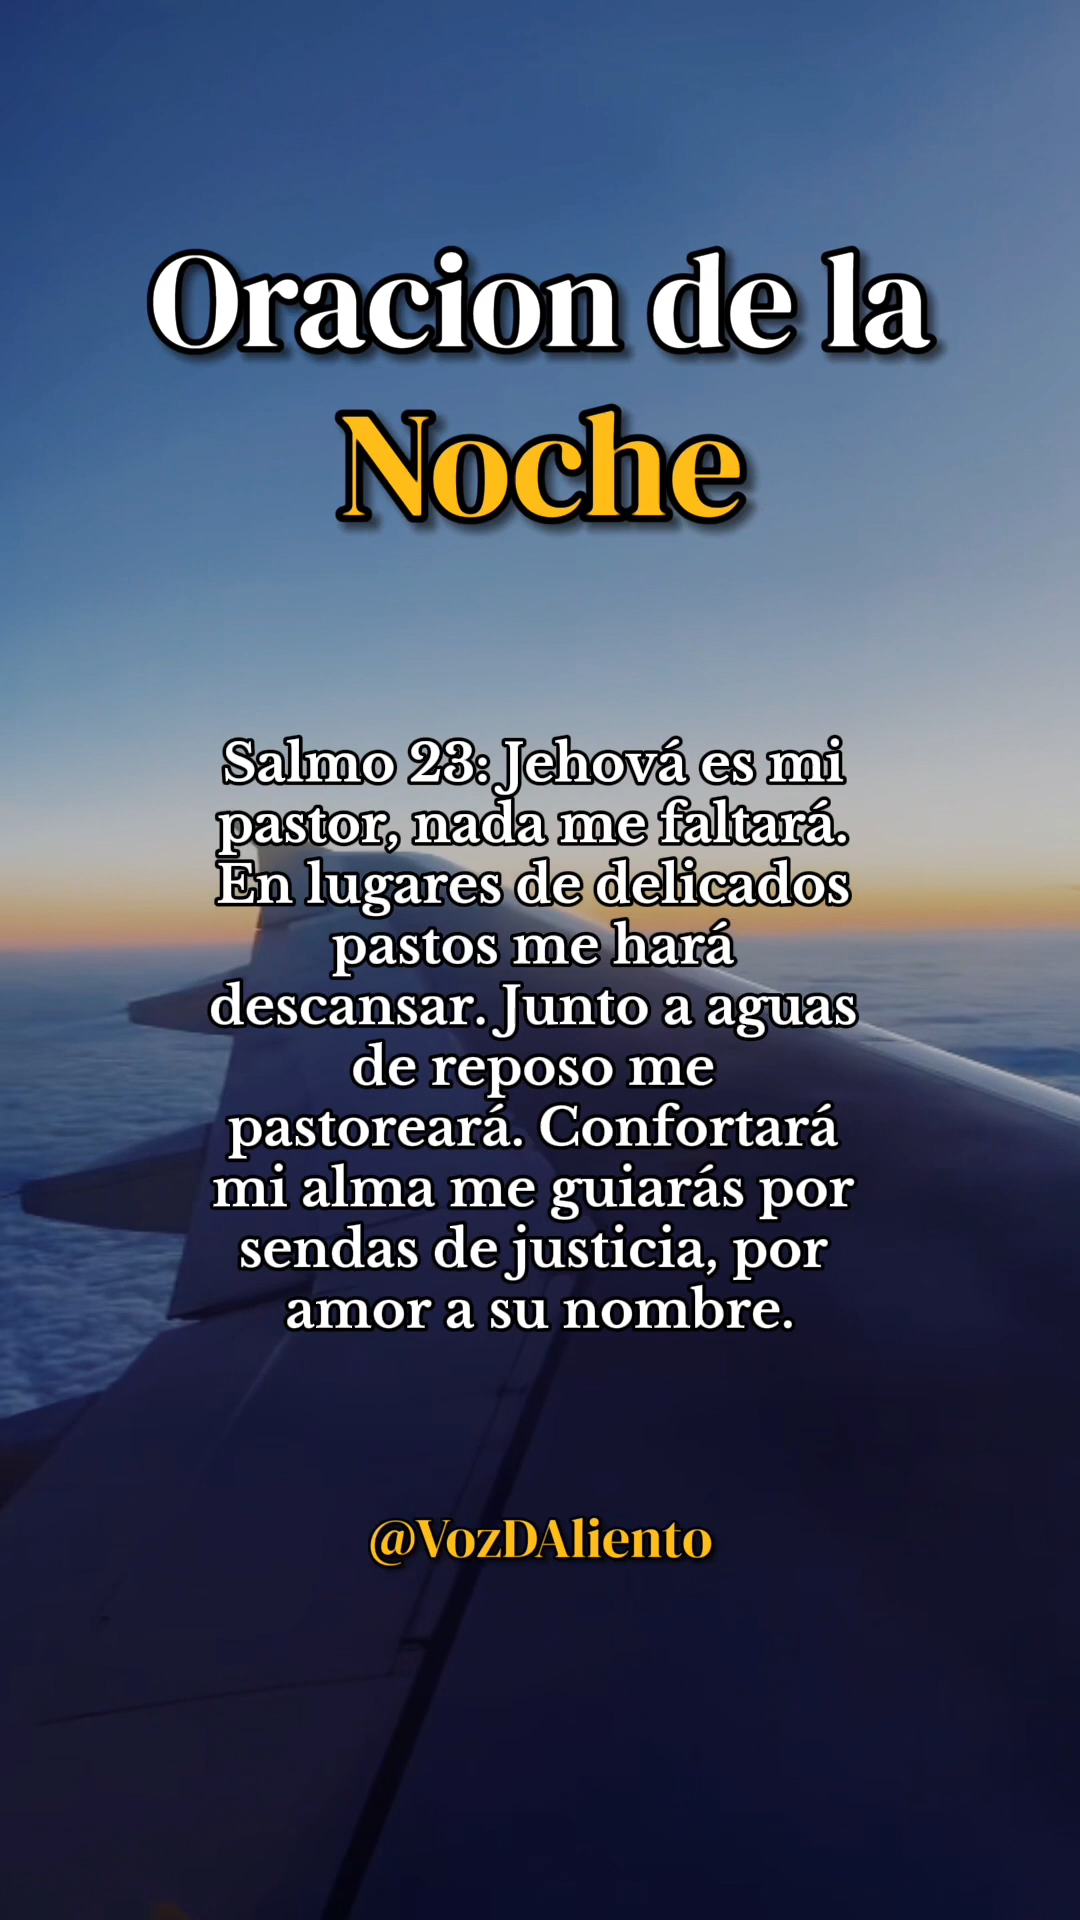 Oracion de la
Noche
Salmo 23: Jehová es mi
pastor, nada me faltará.
En lugares de delicados
pastos me hará
descansar. Junto a aguas
de reposo me
pastoreará. Confortará
mi alma me guiarás por
sendas de justicia, por
amor a su nombre.
@VozDAliento